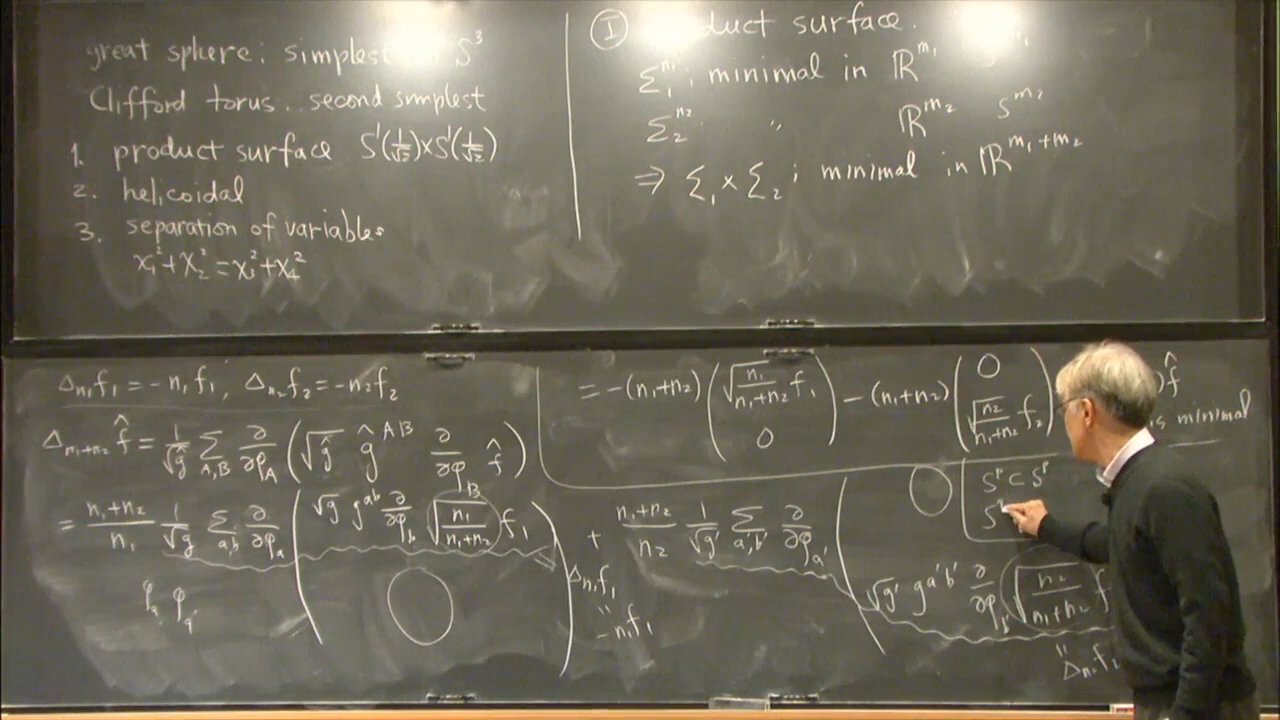 great sphere: simplest S³
Clifford torus. second simplest
1. product surface S¹(1/√2)×S¹(1/√2)
2. helicoidal
3. separation of variables
x₁²+x₂²=x₃²+x₄²
Ⓘ duct surface.
Σ₁^{n₁}: minimal in ℝ^{m₁} S
Σ₂^{n₂}: " ℝ^{m₂} S^{m₂}
⇒ Σ₁ × Σ₂ ; minimal in ℝ^{m₁+m₂}
Δ_{n₁}f₁ = -n₁f₁, Δ_{n₂}f₂ = -n₂f₂
Δ_{n₁+n₂} f̂ = 1/√ĝ Σ_{A,B} ∂/∂φ_A (√ĝ ĝ^{AB} ∂/∂φ_B f̂)
= (n₁+n₂)/n₁ 1/√g Σ_{a,b} ∂/∂φ_a (√g g^{ab} ∂/∂φ_b √(n₁/(n₁+n₂)) f₁
0)
+ (n₁+n₂)/n₂ 1/√g' Σ_{a',b'} ∂/∂φ_{a'} (0
√g' g^{a'b'} ∂/∂φ_{b'} √(n₂/(n₁+n₂)) f
φ_a φ_{a'}
Δ_{n₁}f₁
"
-n₁f₁
"
Δ_{n₂}f₂
= -(n₁+n₂) (√(n₁/(n₁+n₂)) f₁
0) - (n₁+n₂) (0
√(n₂/(n₁+n₂)) f₂) ) f̂
is minimal
S^p ⊂ S^p
S^q